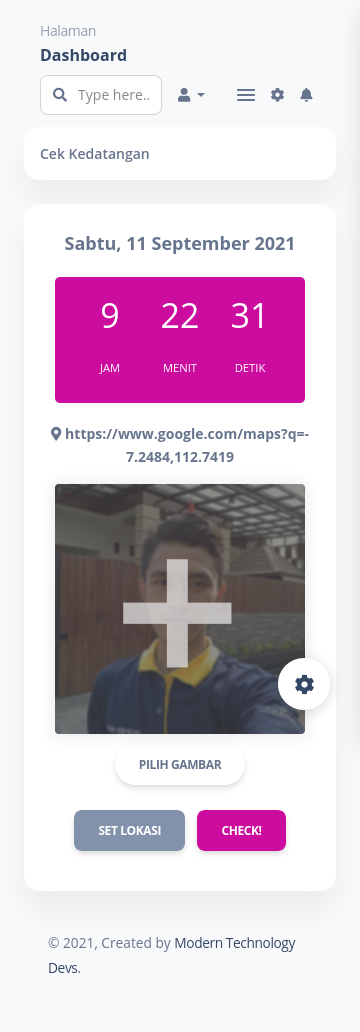 Halaman
Dashboard
Type here..
Cek Kedatangan
Sabtu, 11 September 2021
9 22 31
JAM MENIT DETIK
https://www.google.com/maps?q=-
7.2484,112.7419
PILIH GAMBAR
SET LOKASI CHECK!
© 2021, Created by Modern Technology
Devs.